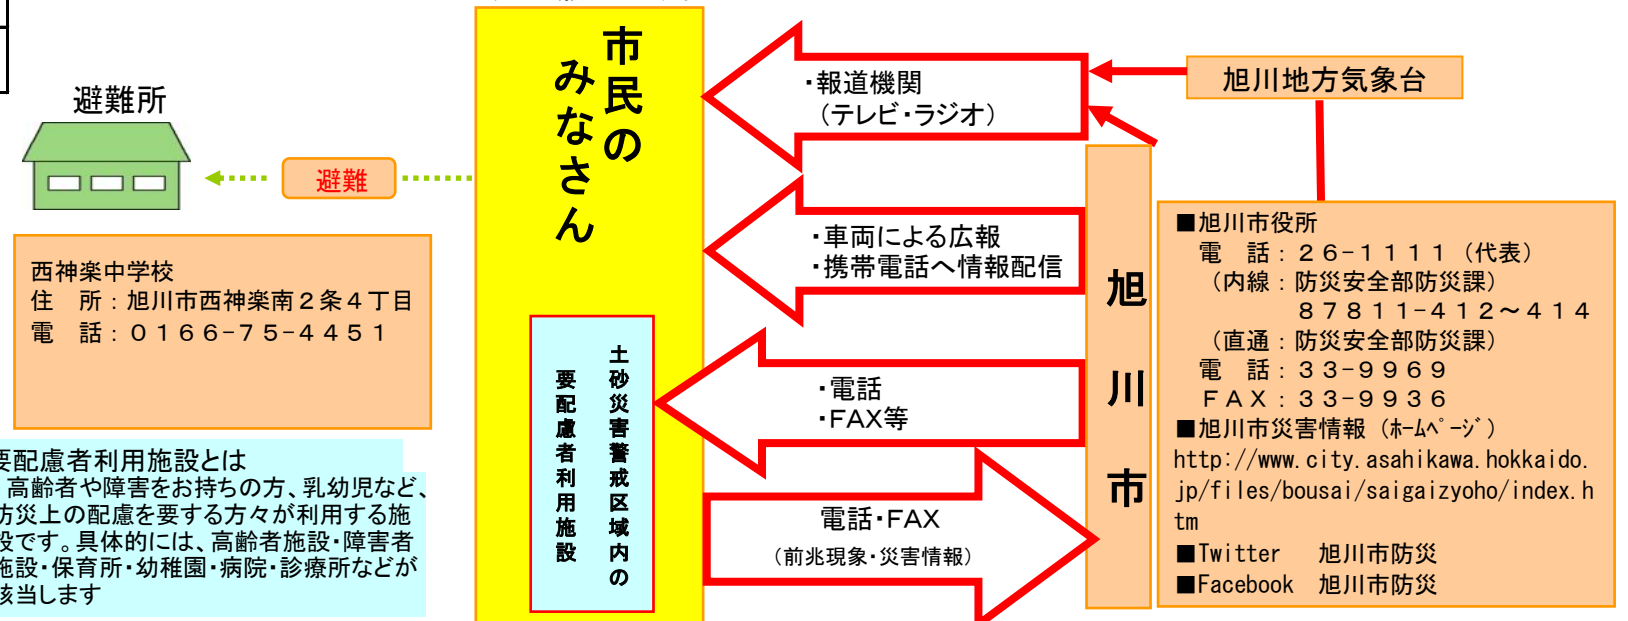 避難所
避難
西神楽中学校
住　所：旭川市西神楽南２条４丁目
電　話：０１６６-７５-４４５１
要配慮者利用施設とは
高齢者や障害をお持ちの方、乳幼児など、
防災上の配慮を要する方々が利用する施
設です。具体的には、高齢者施設・障害者
施設・保育所・幼稚園・病院・診療所などが
該当します
市民の
みなさん
土砂災害警戒区域内の
要配慮者利用施設
・報道機関
（テレビ・ラジオ）
・車両による広報
・携帯電話へ情報配信
・電話
・FAX等
電話・FAX
（前兆現象・災害情報）
旭川市
旭川地方気象台
■旭川市役所
電　話：２６-１１１１（代表）
（内線：防災安全部防災課）
８７８１１-４１２～４１４
（直通：防災安全部防災課）
電　話：３３-９９６９
ＦＡＸ：３３-９９３６
■旭川市災害情報（ﾎｰﾑﾍﾟｰｼﾞ）
http://www.city.asahikawa.hokkaido.
jp/files/bousai/saigaizyoho/index.h
tm
■Twitter　旭川市防災
■Facebook　旭川市防災